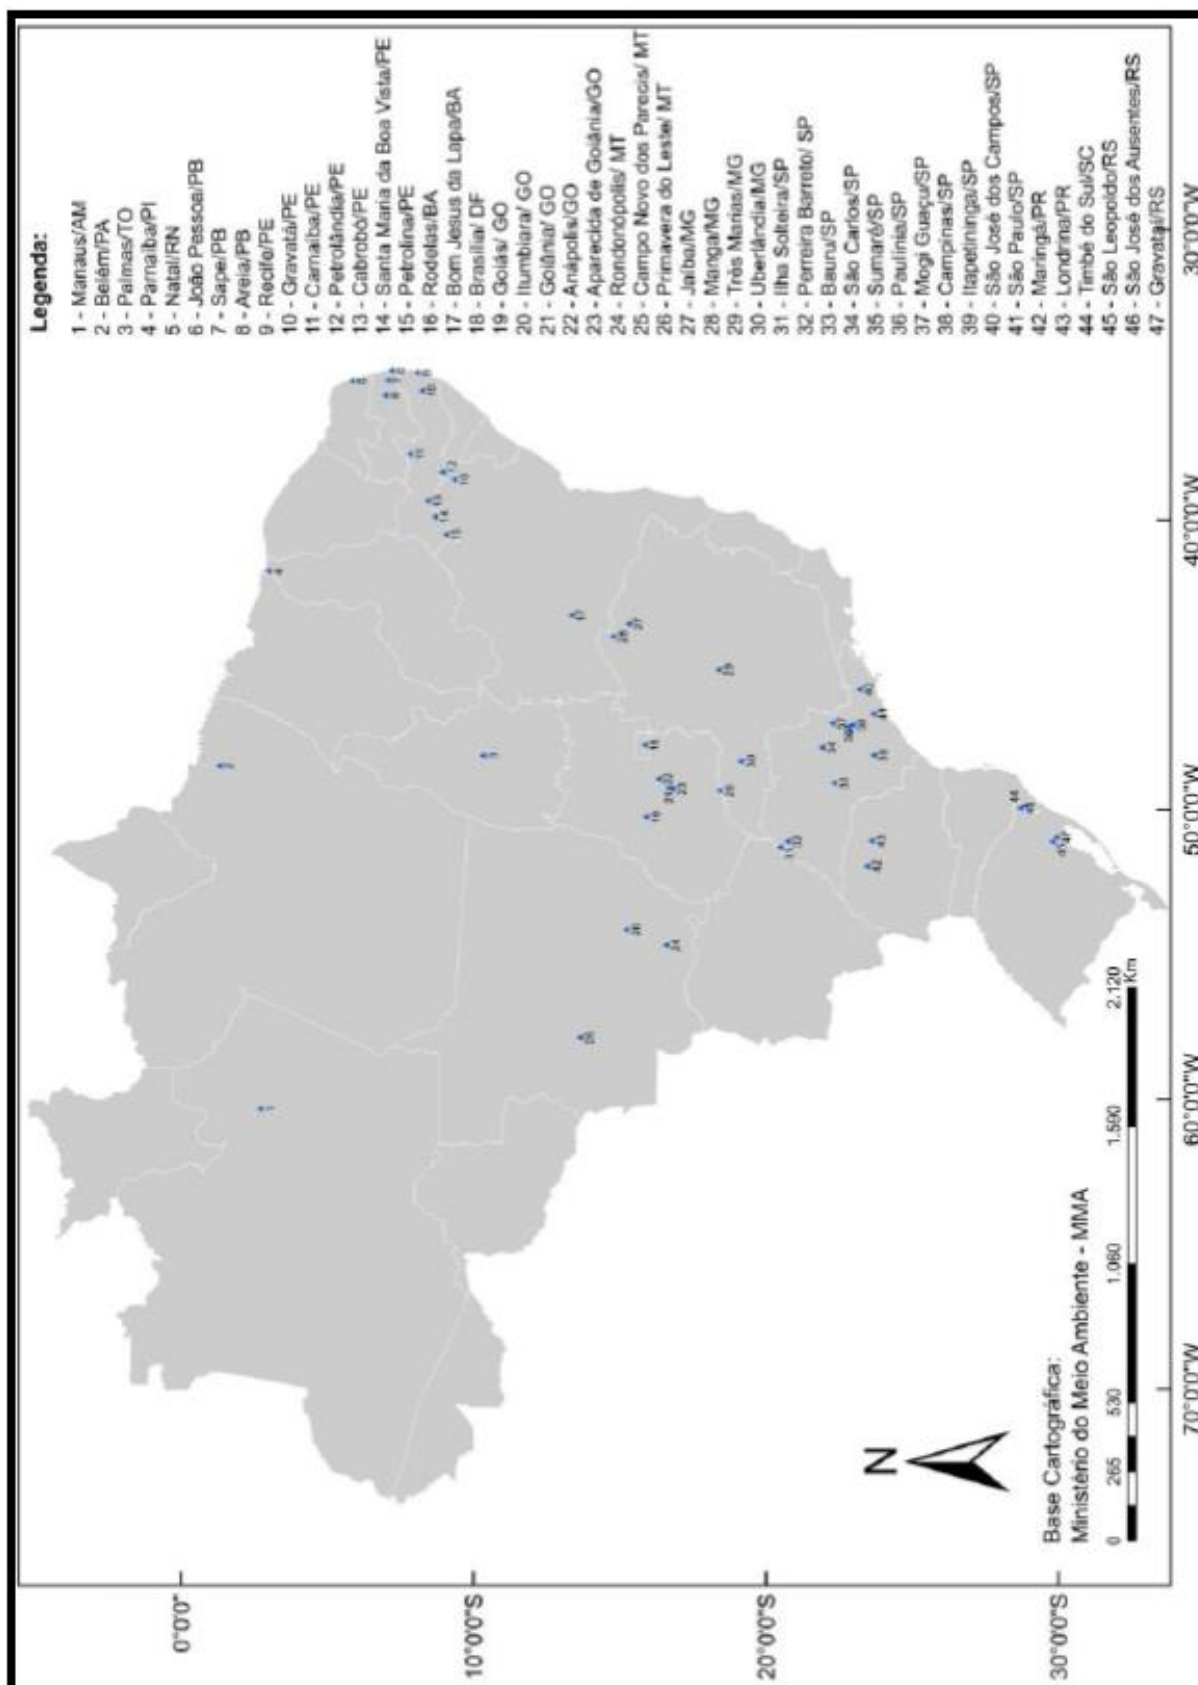 Legenda:
1 - Manaus/AM
2 - Belém/PA
3 - Palmas/TO
4 - Parnaíba/PI
5 - Natal/RN
6 - João Pessoa/PB
7 - Sapé/PB
8 - Areia/PB
9 - Recife/PE
10 - Gravatá/PE
11 - Carnaíba/PE
12 - Petrolândia/PE
13 - Cabrobó/PE
14 - Santa Maria da Boa Vista/PE
15 - Petrolina/PE
16 - Rodelas/BA
17 - Bom Jesus da Lapa/BA
18 - Brasília/ DF
19 - Goiás/ GO
20 - Itumbiara/ GO
21 - Goiânia/ GO
22 - Anápolis/GO
23 - Aparecida de Goiânia/GO
24 - Rondonópolis/ MT
25 - Campo Novo dos Parecis/ MT
26 - Primavera do Leste/ MT
27 - Jaíba/MG
28 - Manga/MG
29 - Três Marias/MG
30 - Uberlândia/MG
31 - Ilha Solteira/SP
32 - Perreira Barreto/ SP
33 - Bauru/SP
34 - São Carlos/SP
35 - Sumaré/SP
36 - Paulínia/SP
37 - Mogi Guaçu/SP
38 - Campinas/SP
39 - Itapetininga/SP
40 - São José dos Campos/SP
41 - São Paulo/SP
42 - Maringá/PR
43 - Londrina/PR
44 - Timbé do Sul/SC
45 - São Leopoldo/RS
46 - São José dos Ausentes/RS
47 - Gravataí/RS
0°0'0"
10°0'0"S
20°0'0"S
30°0'0"S
N
Base Cartográfica:
Ministério do Meio Ambiente - MMA
0 265 530 1.060 1.590 2.120
Km
70°0'0"W 60°0'0"W 50°0'0"W 40°0'0"W 30°0'0"W